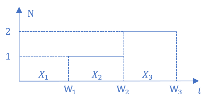 N
2
1
X₁ X₂ X₃
W₁ W₂ W₃ t